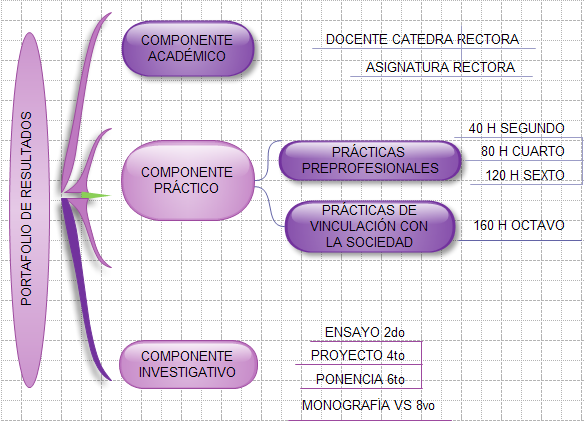 PORTAFOLIO DE RESULTADOS
COMPONENTE
ACADÉMICO
DOCENTE CATEDRA RECTORA
ASIGNATURA RECTORA
COMPONENTE
PRÁCTICO
PRÁCTICAS
PREPROFESIONALES
40 H SEGUNDO
80 H CUARTO
120 H SEXTO
PRÁCTICAS DE
VINCULACIÓN CON
LA SOCIEDAD
160 H OCTAVO
COMPONENTE
INVESTIGATIVO
ENSAYO 2do
PROYECTO 4to
PONENCIA 6to
MONOGRAFÍA VS 8vo